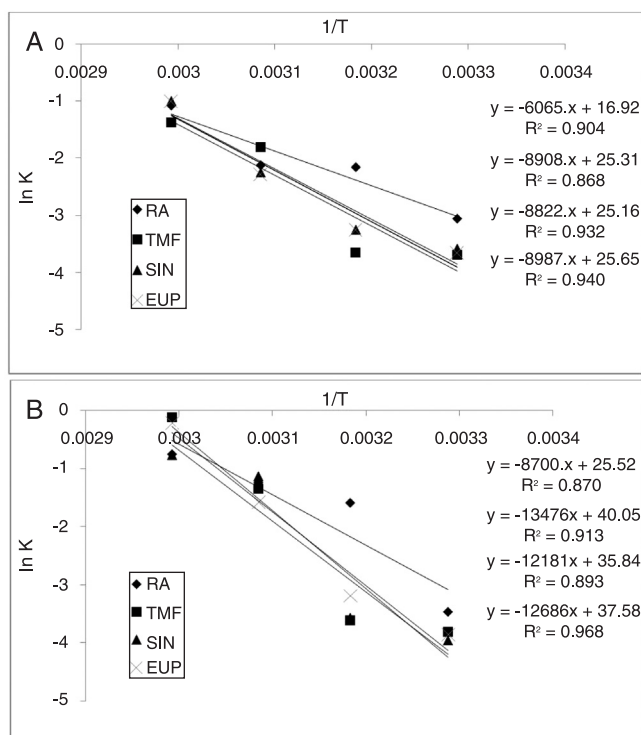 A
1/T
0
0.0029 0.003 0.0031 0.0032 0.0033 0.0034
-1
-2
-3
-4
-5
ln K
RA
TMF
SIN
EUP
y = -6065.x + 16.92
R² = 0.904
y = -8908.x + 25.31
R² = 0.868
y = -8822.x + 25.16
R² = 0.932
y = -8987.x + 25.65
R² = 0.940
B
1/T
0
0.0029 0.003 0.0031 0.0032 0.0033 0.0034
-1
-2
-3
-4
-5
ln K
RA
TMF
SIN
EUP
y = -8700.x + 25.52
R² = 0.870
y = -13476x + 40.05
R² = 0.913
y = -12181x + 35.84
R² = 0.893
y = -12686x + 37.58
R² = 0.968